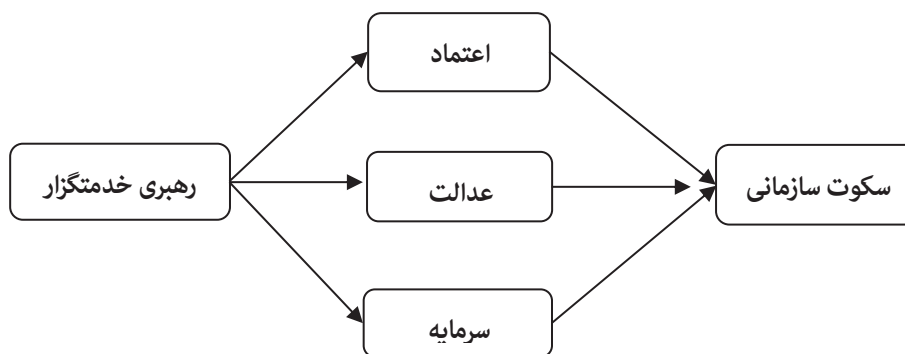 اعتماد
رهبری خدمتگزار
عدالت
سکوت سازمانی
سرمایه